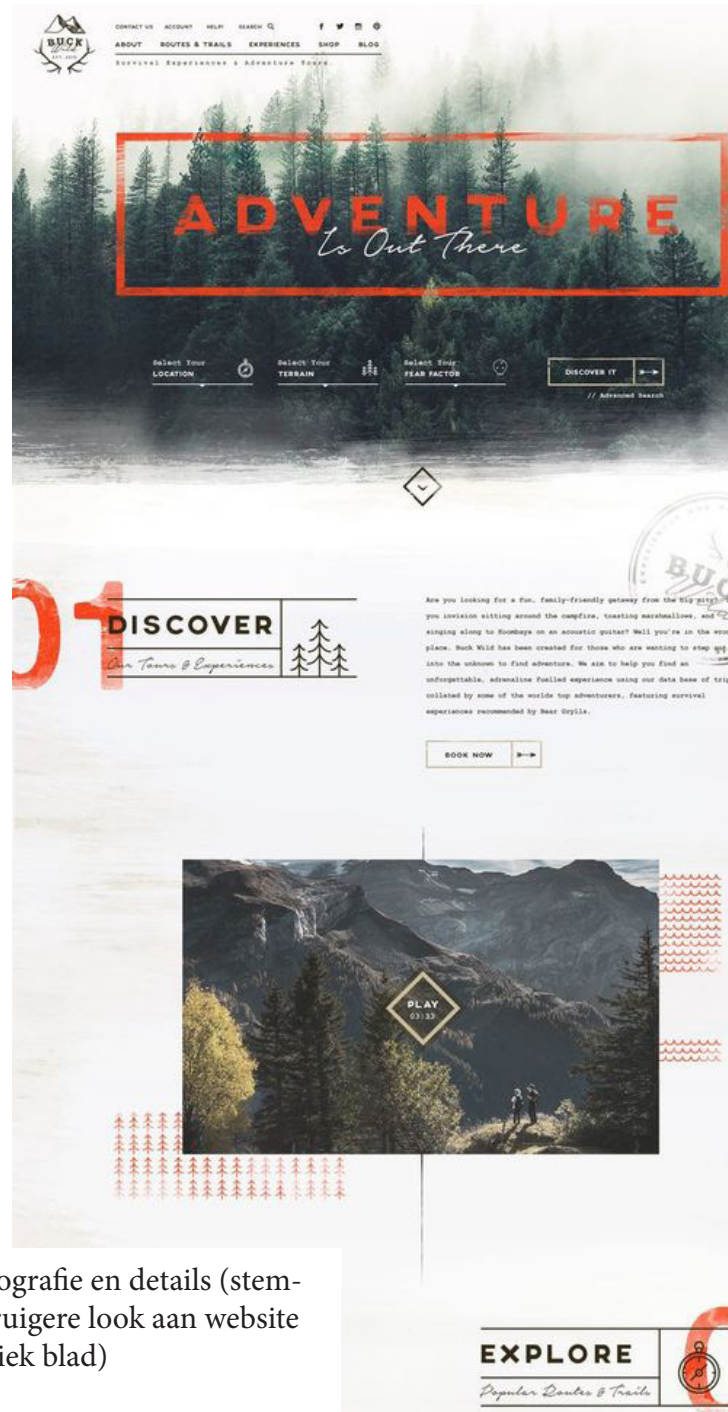 BUCK
Wild
EST. 2015
CONTACT US ACCOUNT HELP! SEARCH
ABOUT ROUTES & TRAILS EXPERIENCES SHOP BLOG
Survival Experiences & Adventure Tours.
ADVENTURE
Is Out There
Select Your
LOCATION
Select Your
TERRAIN
Select Your
FEAR FACTOR
DISCOVER IT
// Advanced Search
01
DISCOVER
Our Tours & Experiences
BUC
Are you looking for a fun, family-friendly getaway from the big city?
you invision sitting around the campfire, toasting marshmallows, and
singing along to Koombaya on an acoustic guitar? Well you're in the
place. Buck Wild has been created for those who are wanting to step
into the unknown to find adventure. We aim to help you find an
unforgettable, adrenaline fuelled experience using our data base of trip
collated by some of the worlds top adventurers, featuring survival
experiences recommended by Bear Grylls.
BOOK NOW
PLAY
03:33
ografie en details (stem-
ruigere look aan website
iek blad)
EXPLORE
Popular Routes & Trails